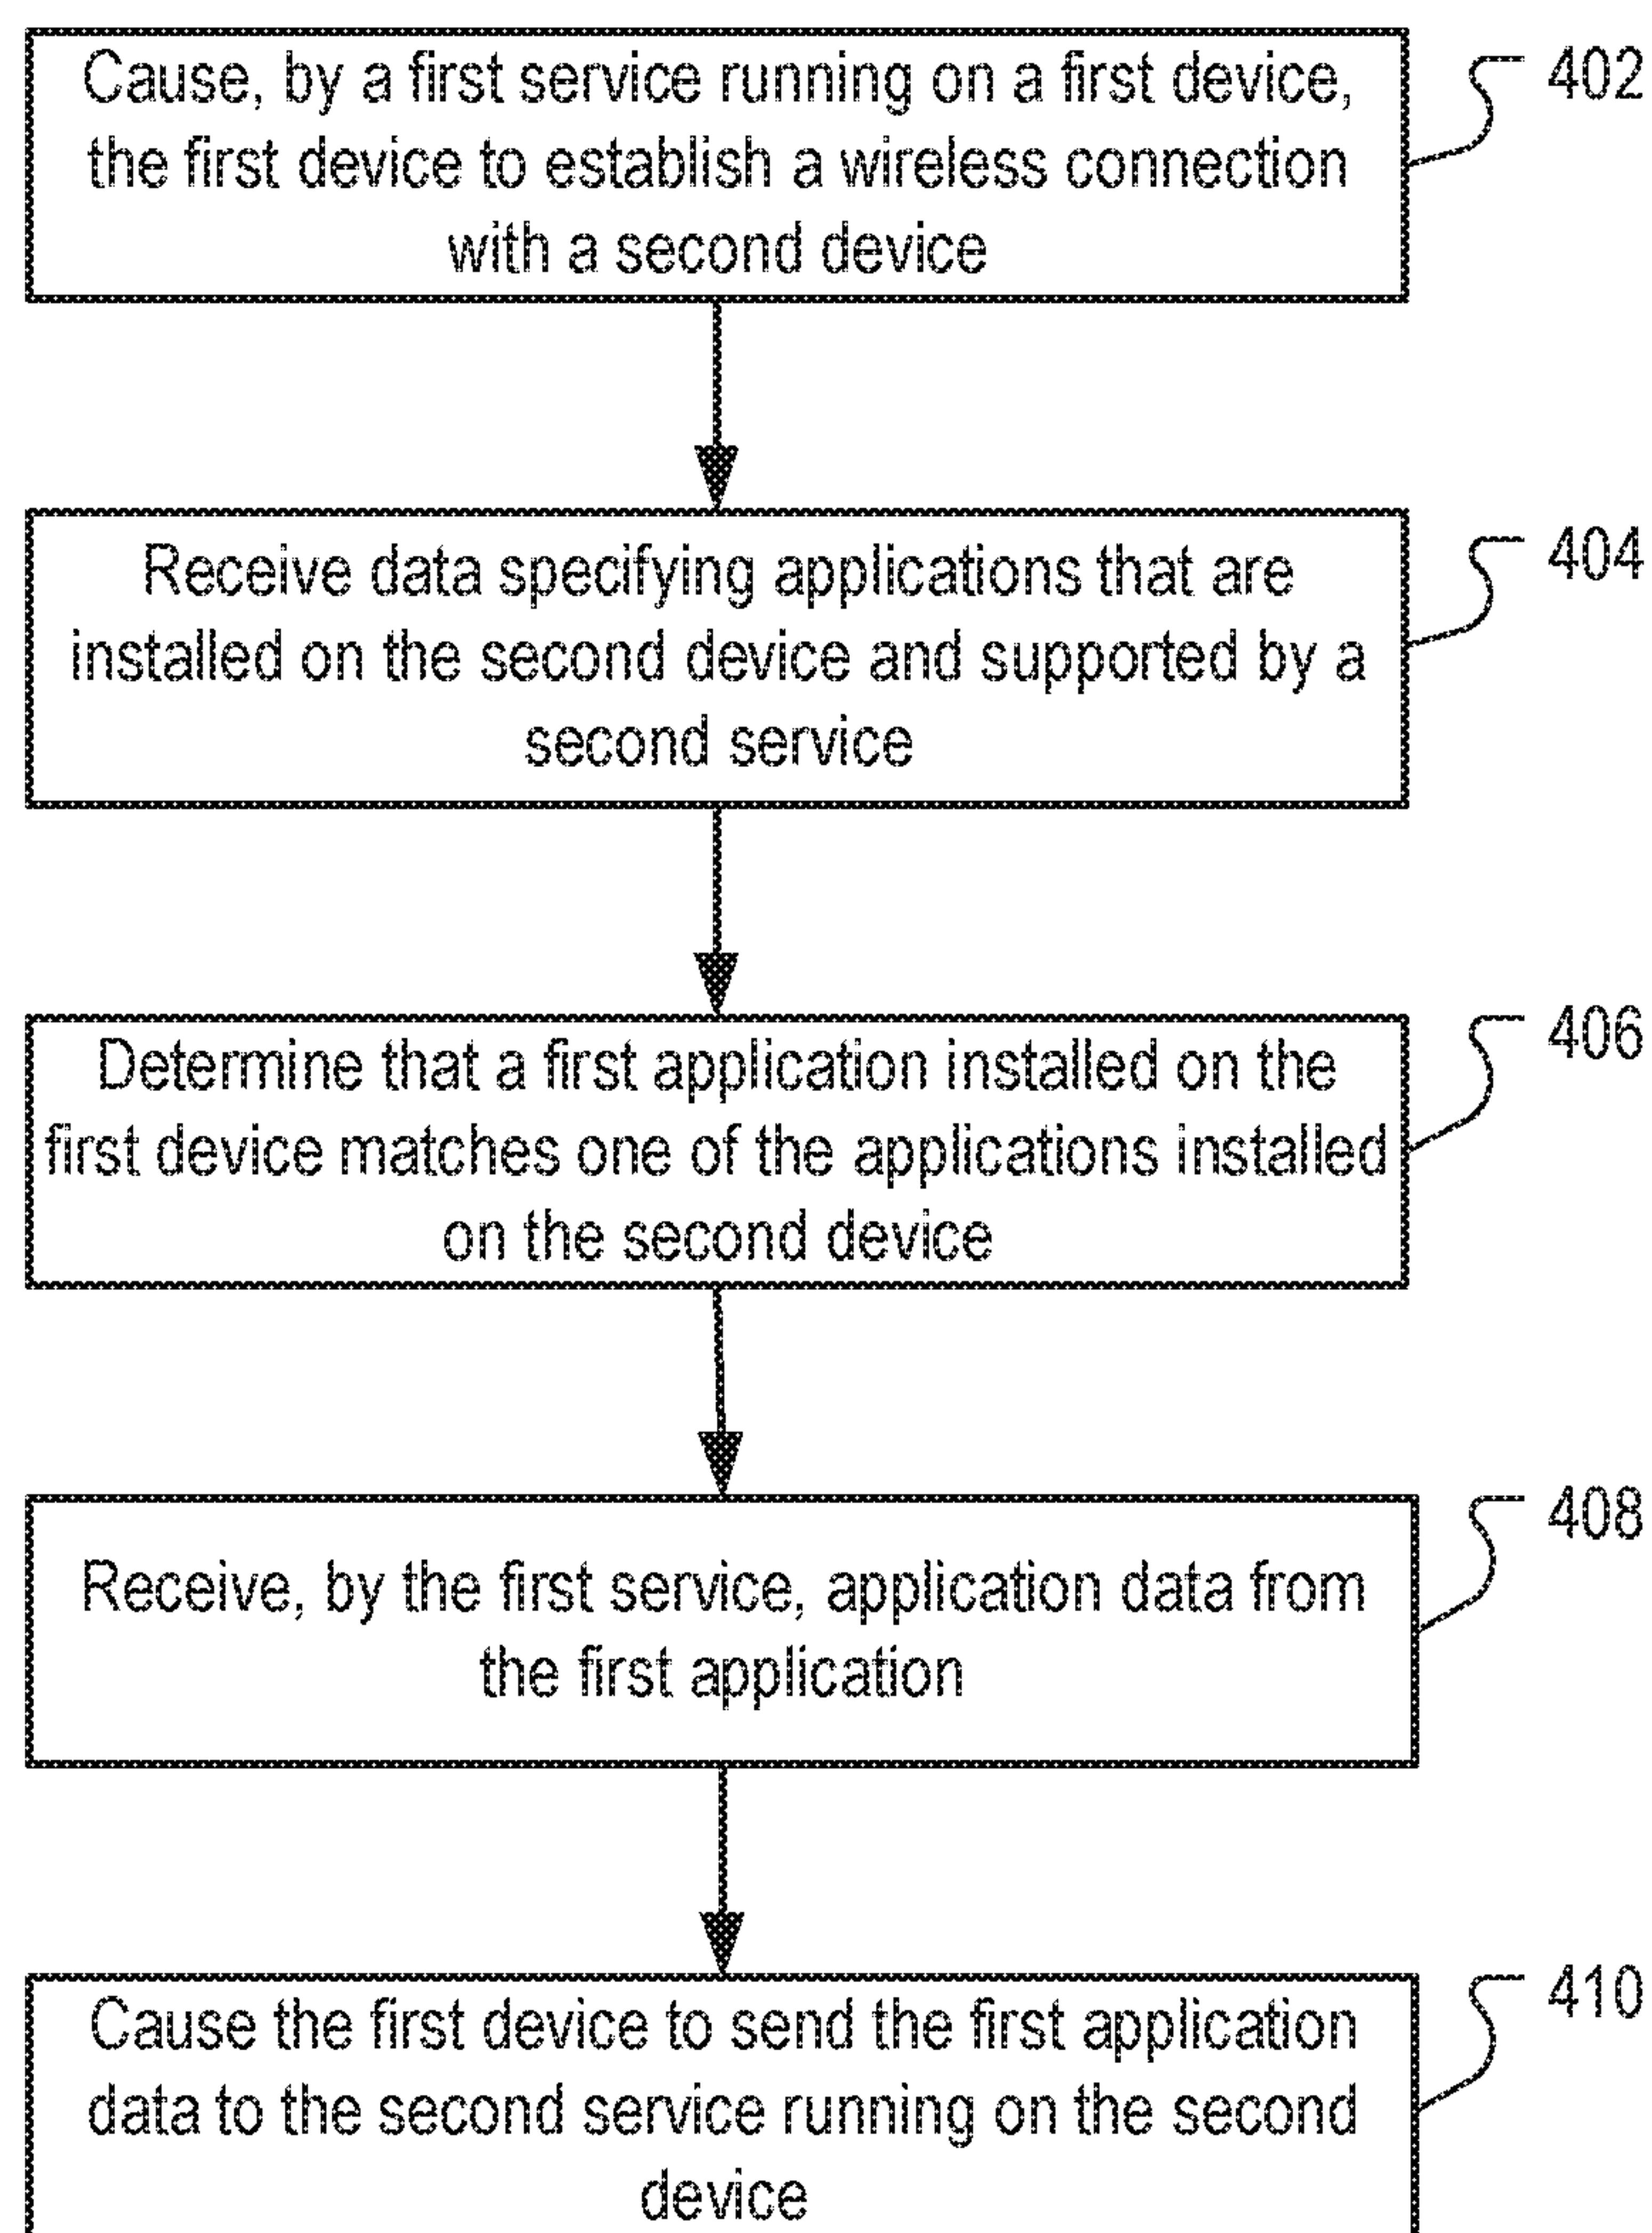 Cause, by a first service running on a first device,
the first device to establish a wireless connection
with a second device
402
Receive data specifying applications that are
installed on the second device and supported by a
second service
404
Determine that a first application installed on the
first device matches one of the applications installed
on the second device
406
Receive, by the first service, application data from
the first application
408
Cause the first device to send the first application
data to the second service running on the second
device
410